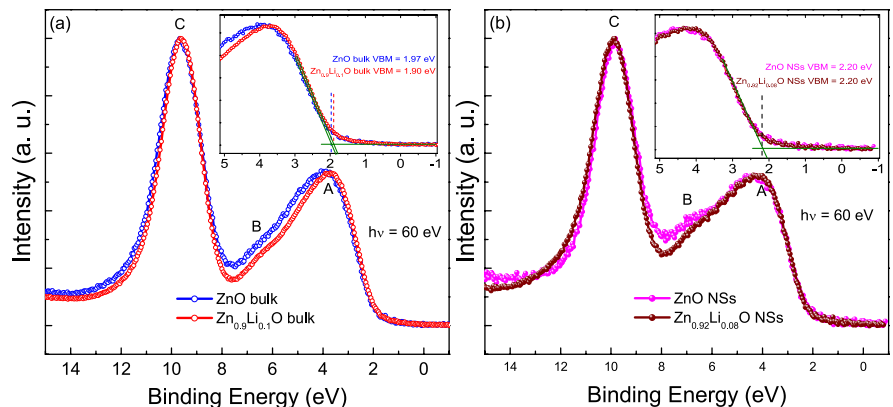 (a)
C
ZnO bulk VBM = 1.97 eV
Zn0.9Li0.1O bulk VBM = 1.90 eV
5 4 3 2 1 0 -1
B
A
hν = 60 eV
ZnO bulk
Zn0.9Li0.1O bulk
Intensity (a. u.)
14 12 10 8 6 4 2 0
Binding Energy (eV)
(b)
C
ZnO NSs VBM = 2.20 eV
Zn0.92Li0.08O NSs VBM = 2.20 eV
5 4 3 2 1 0 -1
B
A
hν = 60 eV
ZnO NSs
Zn0.92Li0.08O NSs
Intensity (a. u.)
14 12 10 8 6 4 2 0
Binding Energy (eV)